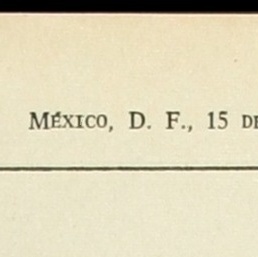 MÉXICO, D. F., 15 DE